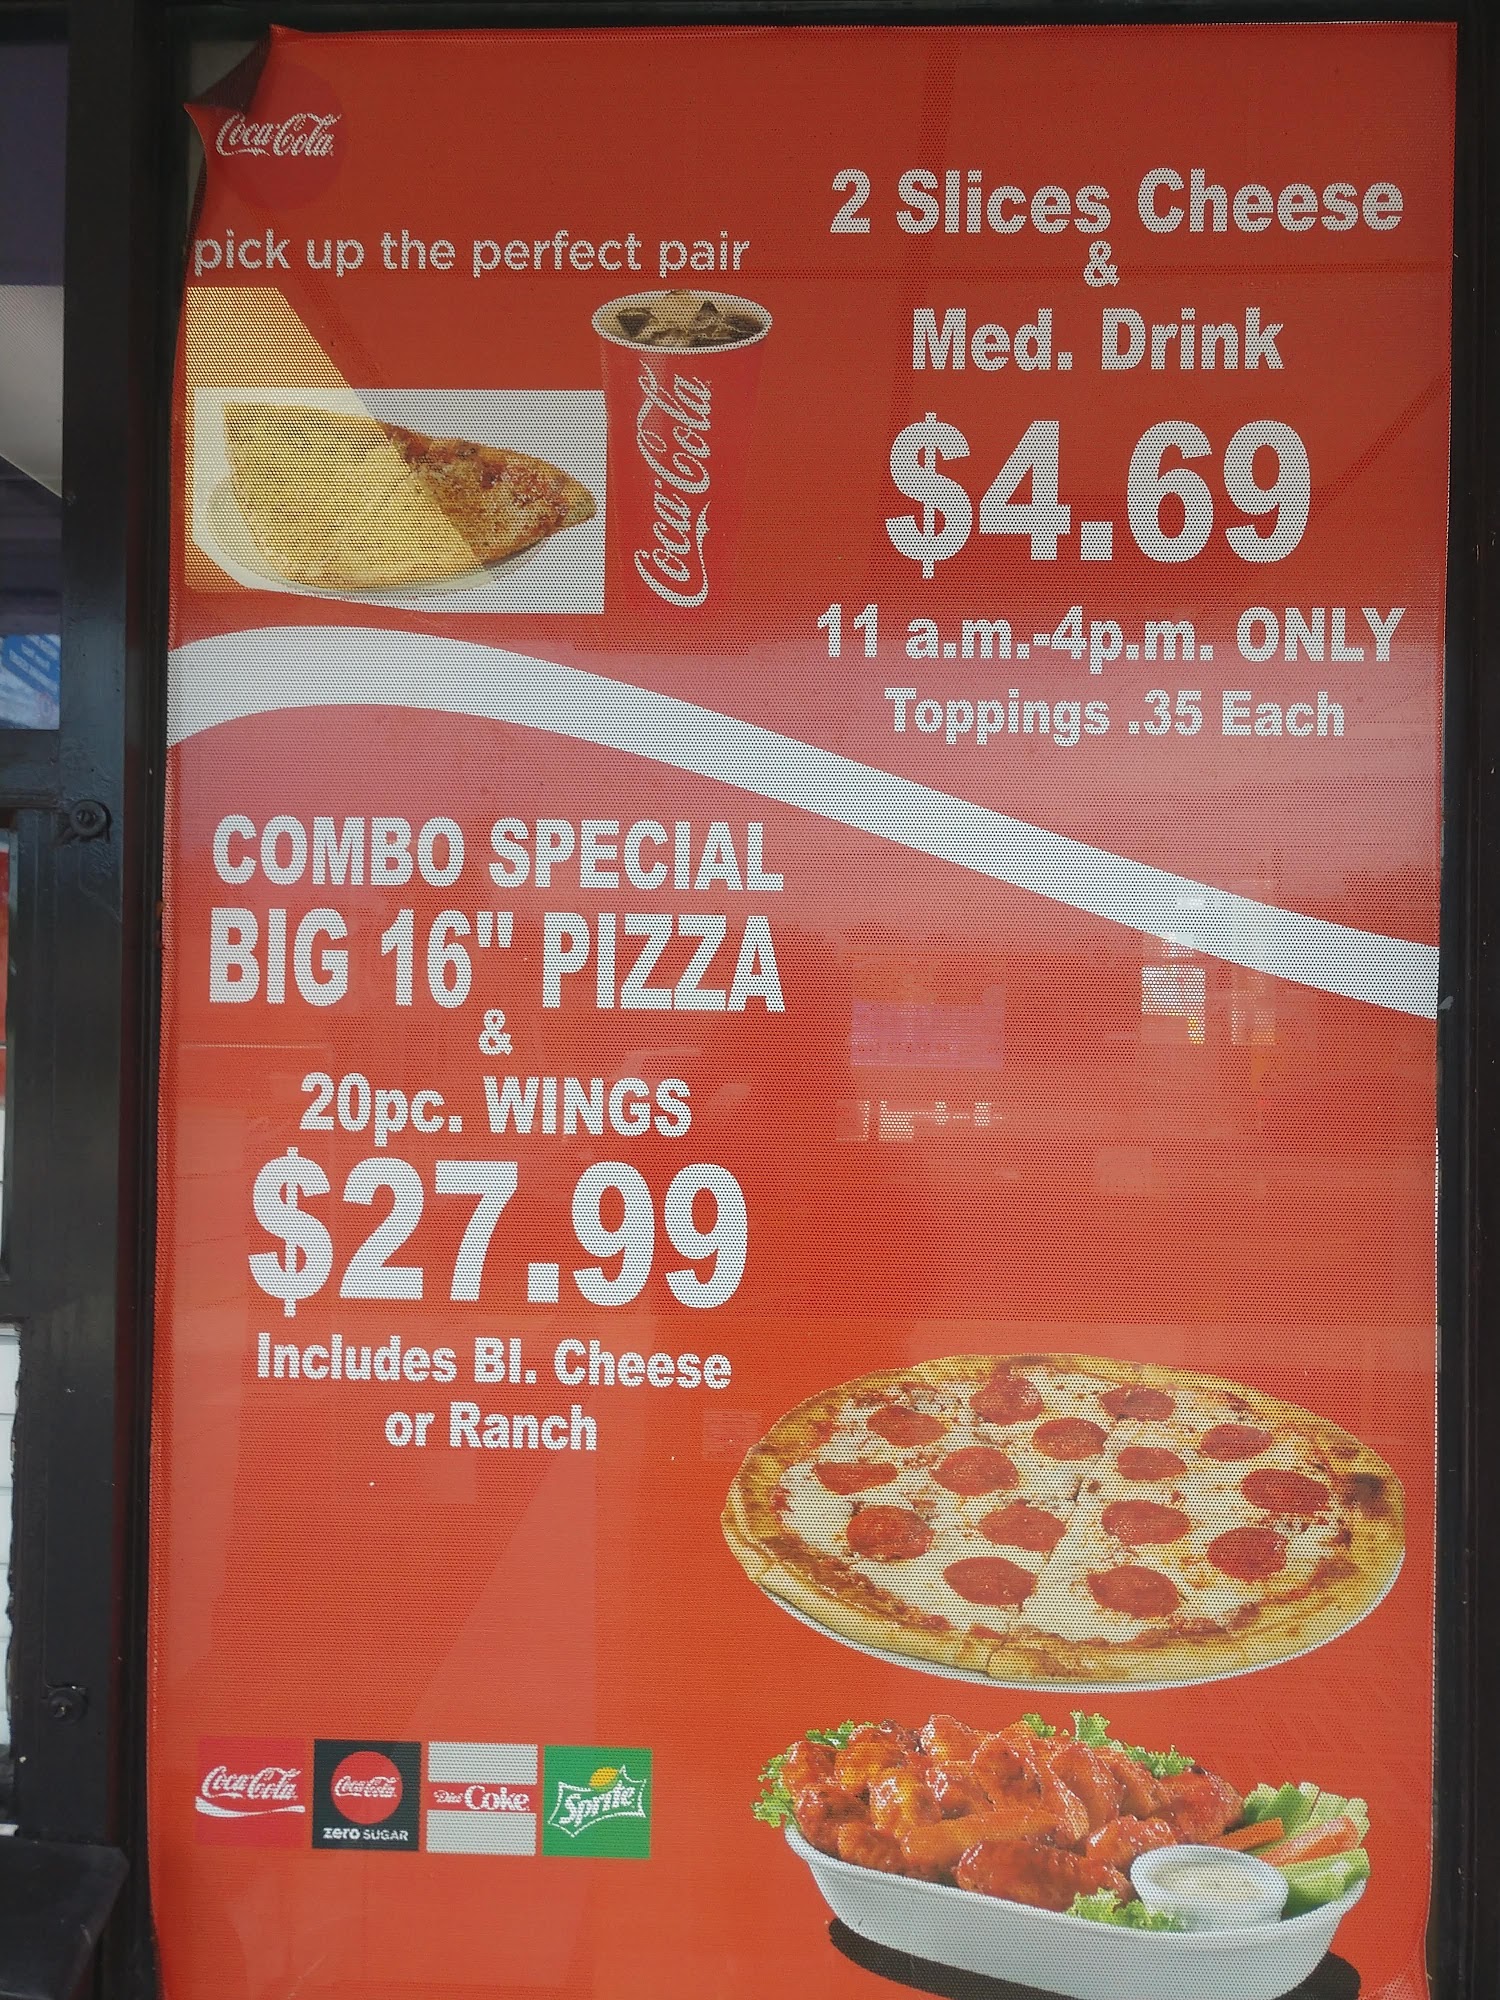 Coca-Cola
pick up the perfect pair
Coca-Cola
2 Slices Cheese
&
Med. Drink
$4.69
11 a.m.-4p.m. ONLY
Toppings .35 Each
COMBO SPECIAL
BIG 16" PIZZA
&
20pc. WINGS
$27.99
Includes Bl. Cheese
or Ranch
Coca-Cola
Coca-Cola
zero SUGAR
Diet Coke
Sprite